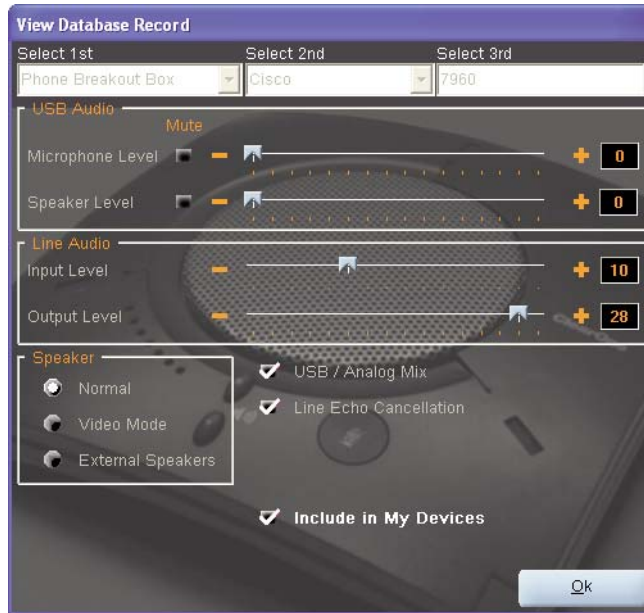 View Database Record
Select 1st Select 2nd Select 3rd
Phone Breakout Box Cisco 7960
USB Audio
Mute
Microphone Level 0
Speaker Level 0
Line Audio
Input Level 10
Output Level 28
Speaker
Normal
Video Mode
External Speakers
USB / Analog Mix
Line Echo Cancellation
Include in My Devices
Ok